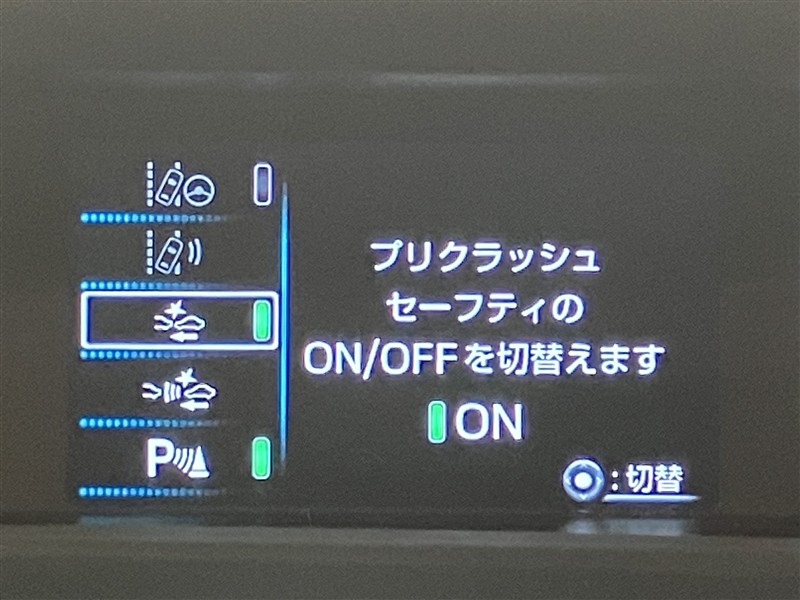 プリクラッシュ
セーフティの
ON/OFFを切替えます
ON
P
:切替